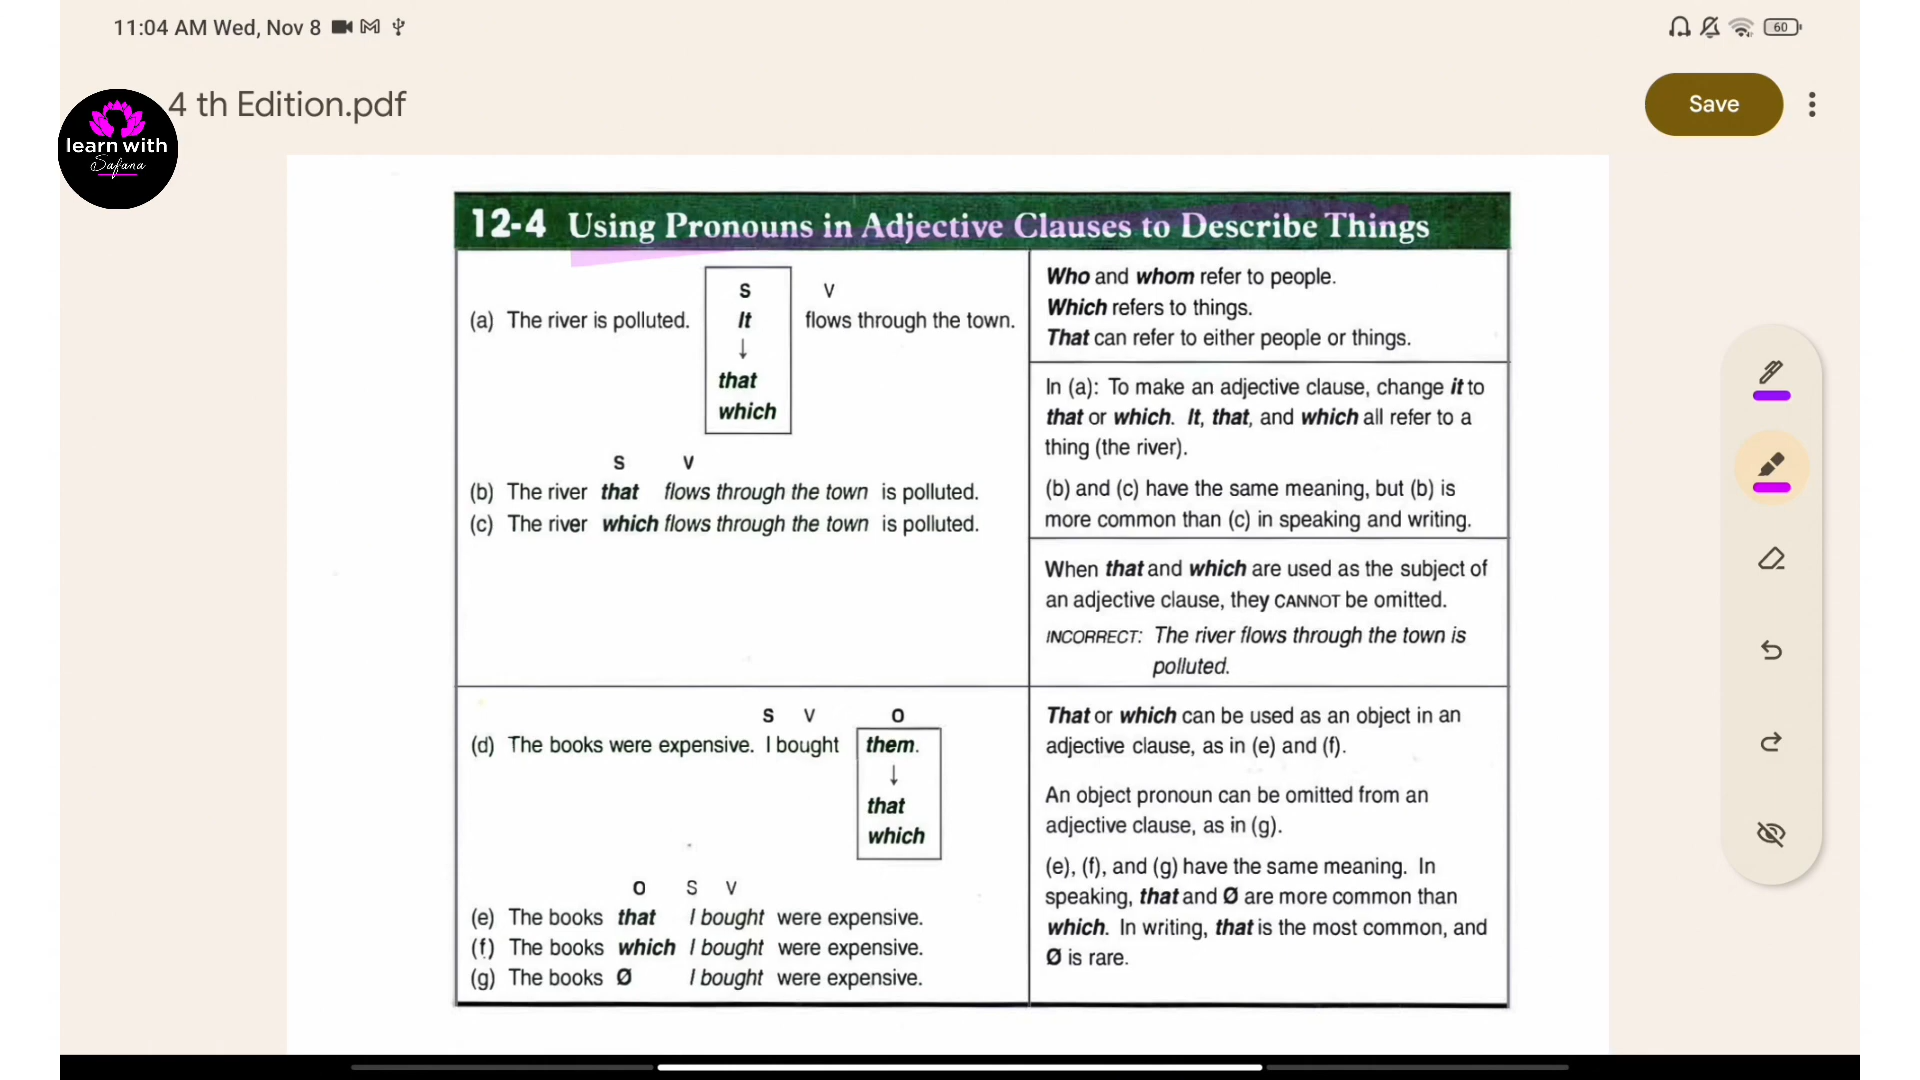 11:04 AM Wed, Nov 8
60
4 th Edition.pdf
Save
learn with
Safana
12-4 Using Pronouns in Adjective Clauses to Describe Things
S V
(a) The river is polluted. It flows through the town.
↓
that
which
S V
(b) The river that flows through the town is polluted.
(c) The river which flows through the town is polluted.
Who and whom refer to people.
Which refers to things.
That can refer to either people or things.
In (a): To make an adjective clause, change it to
that or which. It, that, and which all refer to a
thing (the river).
(b) and (c) have the same meaning, but (b) is
more common than (c) in speaking and writing.
When that and which are used as the subject of
an adjective clause, they CANNOT be omitted.
INCORRECT: The river flows through the town is
polluted.
S V O
(d) The books were expensive. I bought them.
↓
that
which
O S V
(e) The books that I bought were expensive.
(f) The books which I bought were expensive.
(g) The books Ø I bought were expensive.
That or which can be used as an object in an
adjective clause, as in (e) and (f).
An object pronoun can be omitted from an
adjective clause, as in (g).
(e), (f), and (g) have the same meaning. In
speaking, that and Ø are more common than
which. In writing, that is the most common, and
Ø is rare.